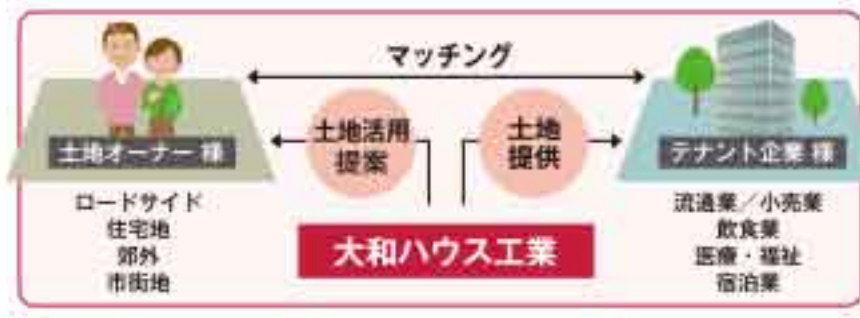 マッチング
土地活用
提案
土地
提供
土地オーナー様
テナント企業様
ロードサイド
住宅地
郊外
市街地
大和ハウス工業
流通業／小売業
飲食業
医療・福祉
宿泊業